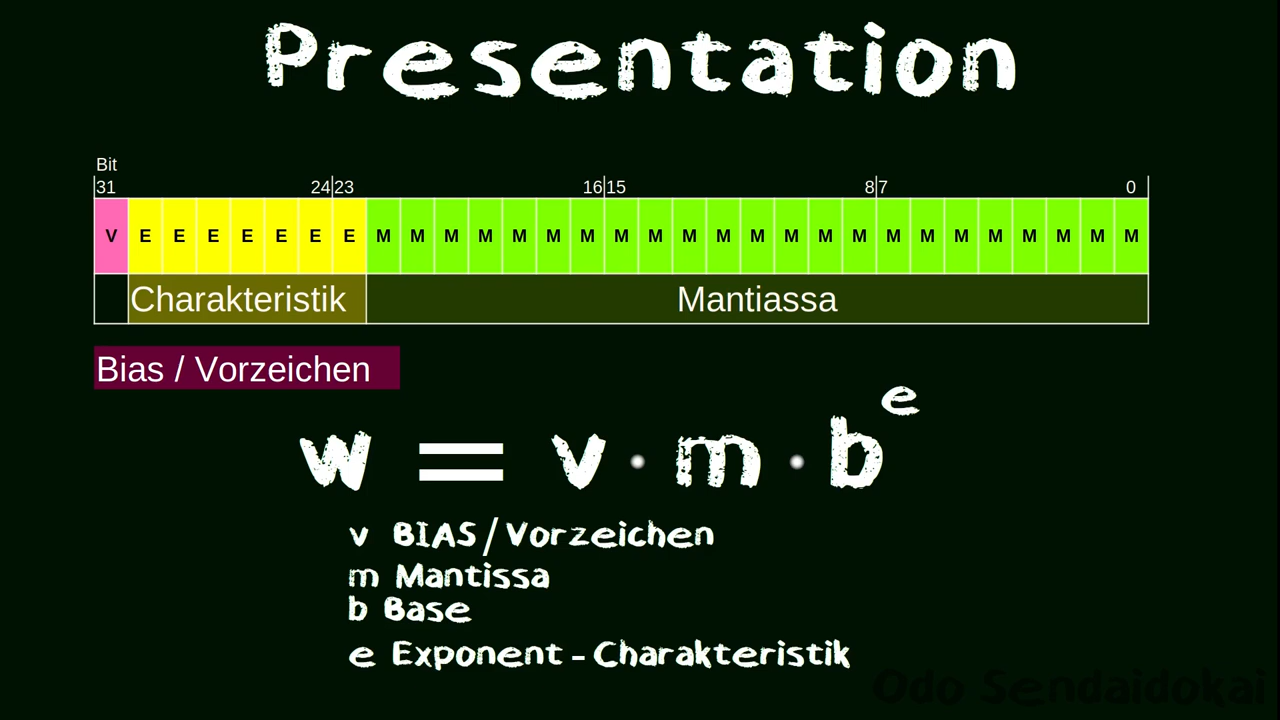 Presentation
Bit
31 24 23 16 15 8 7 0
V E E E E E E E M M M M M M M M M M M M M M M M M M M M M M M
Charakteristik Mantiassa
Bias / Vorzeichen
w = v · m · b^e
v BIAS/Vorzeichen
m Mantissa
b Base
e Exponent - Charakteristik
Odo Sendaidokai